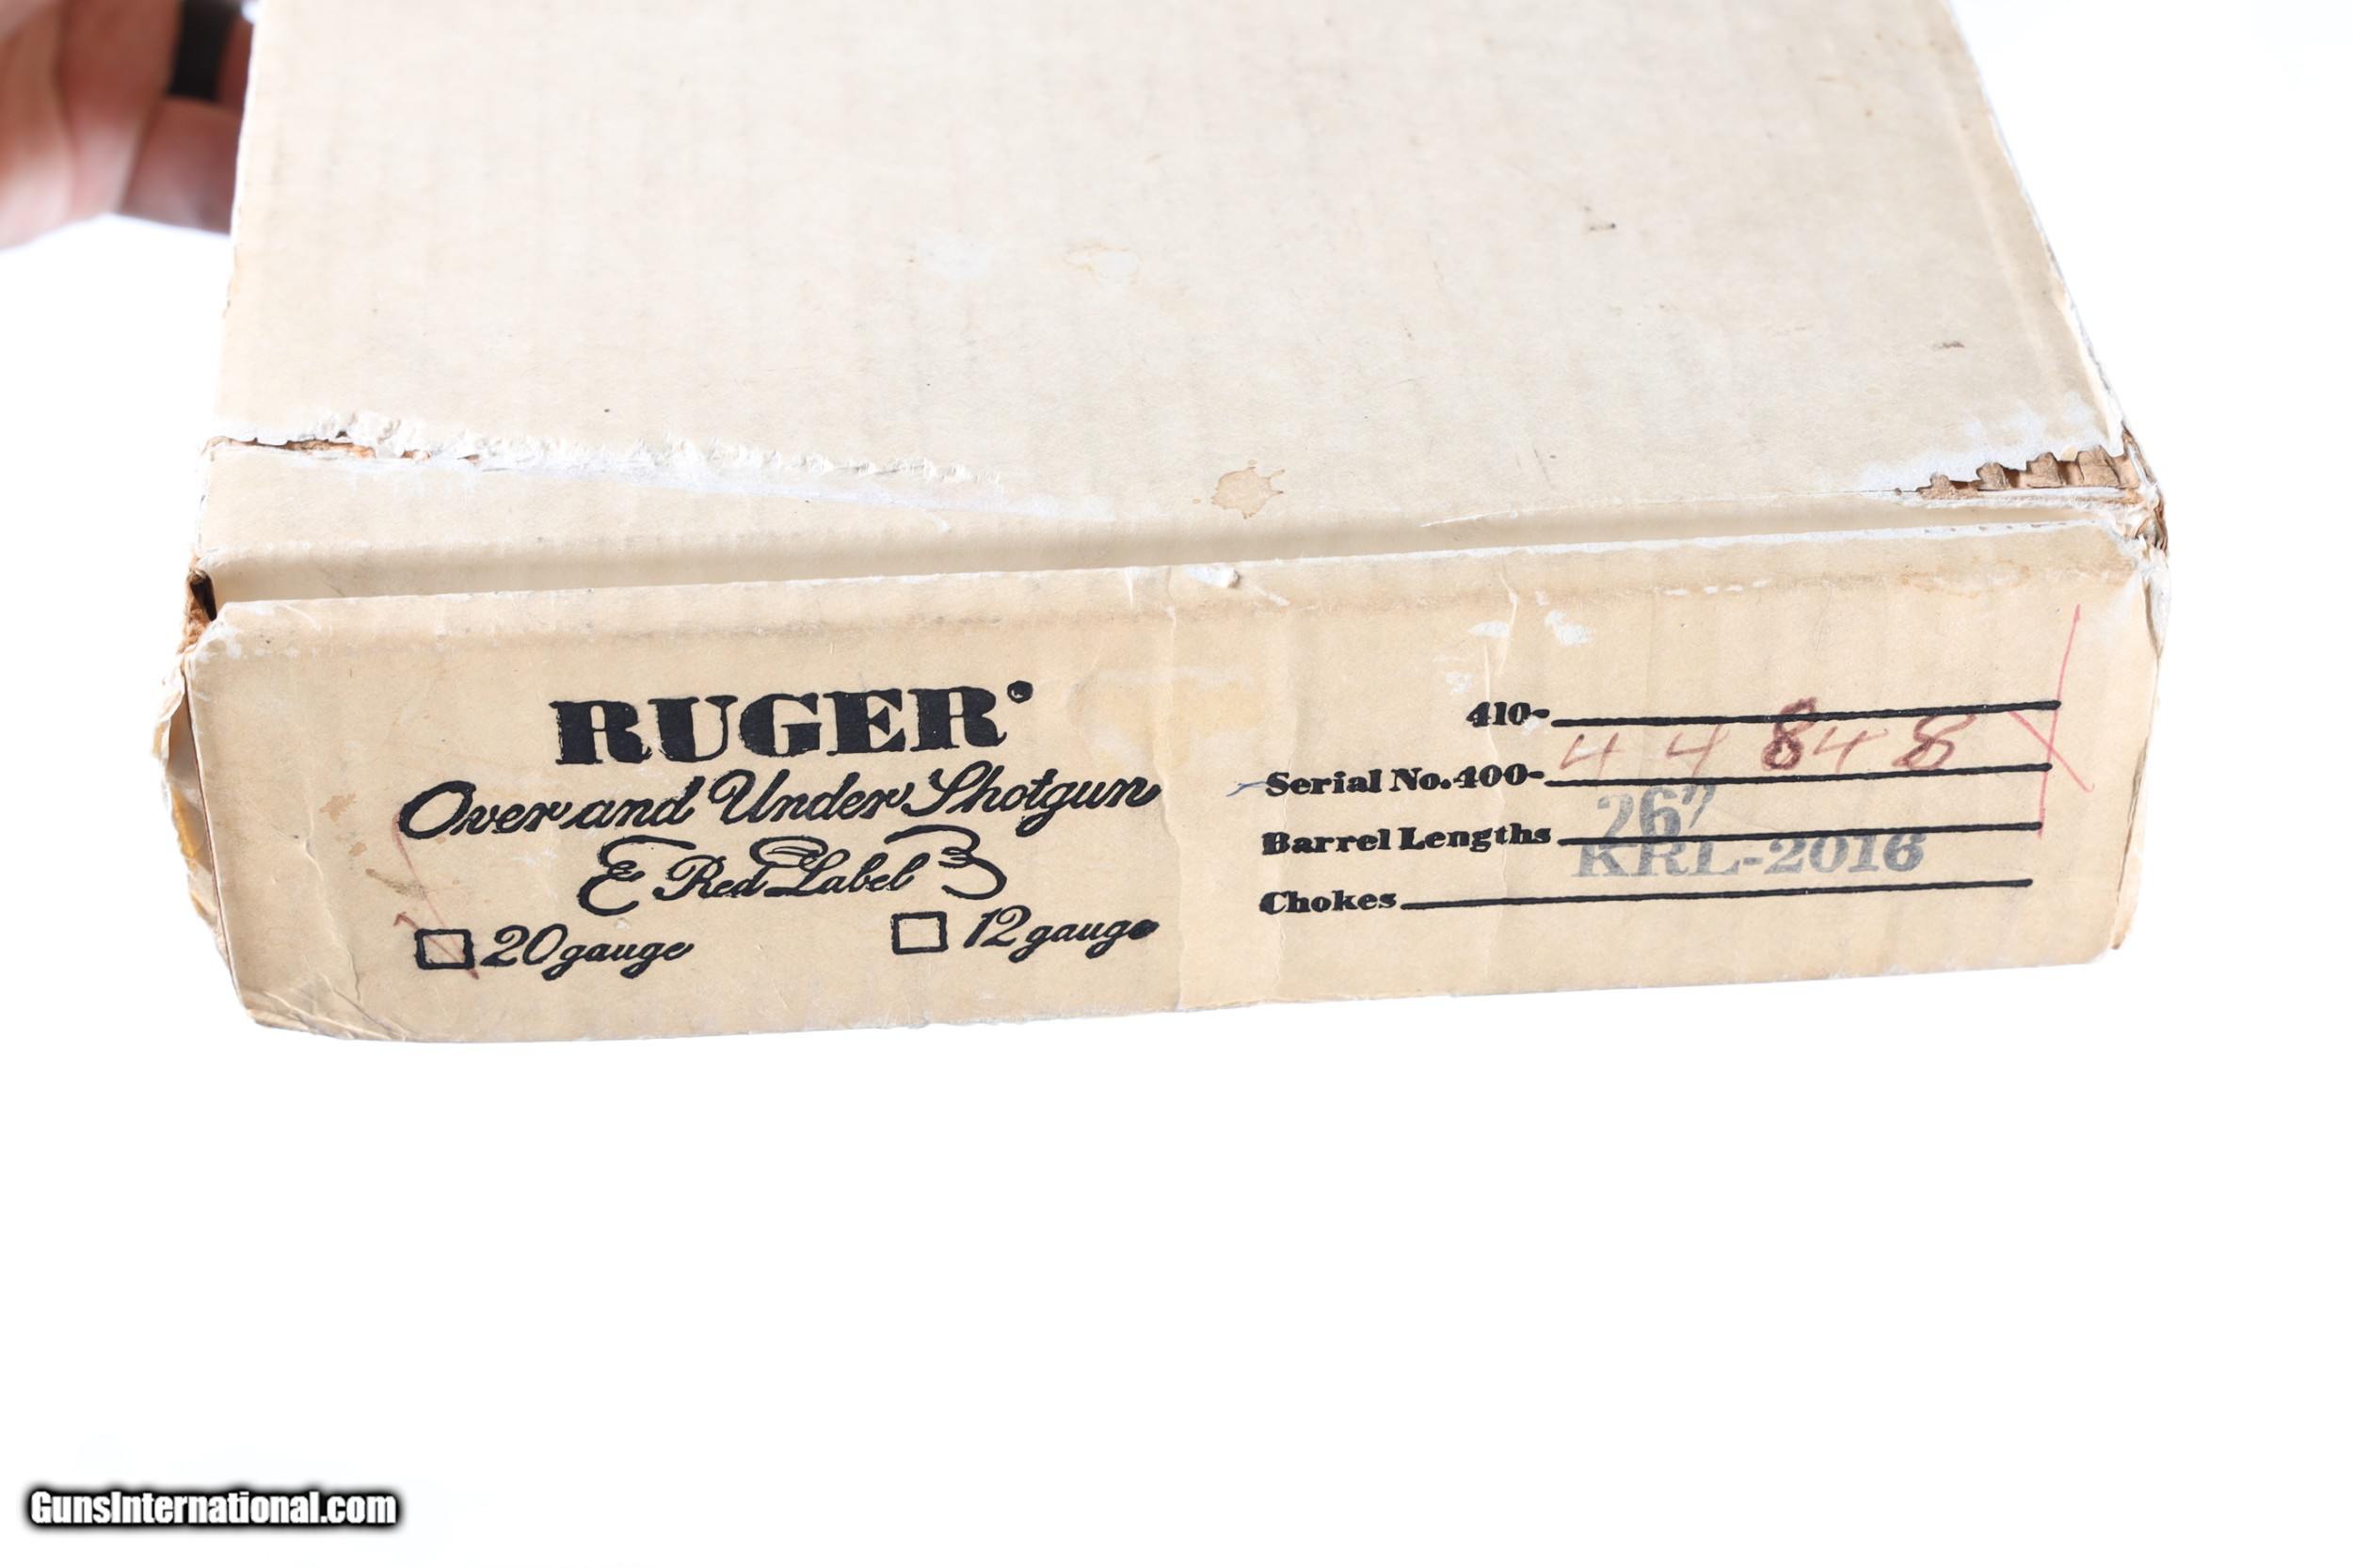 RUGER®
Over and Under Shotgun
Red Label
20 gauge 12 gauge
410-
Serial No. 400- 44848
Barrel Lengths 26"
KRL-2016
Chokes
GunsInternational.com